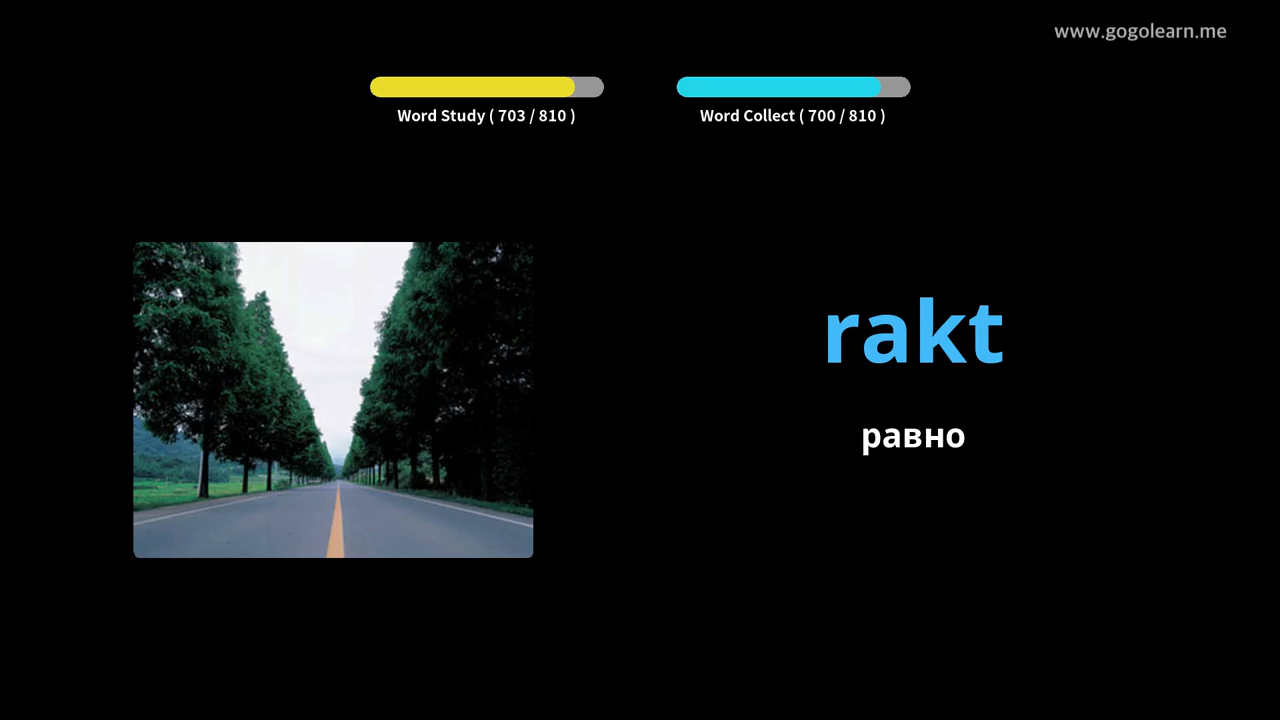 www.gogolearn.me
Word Study ( 703 / 810 )
Word Collect ( 700 / 810 )
rakt
равно